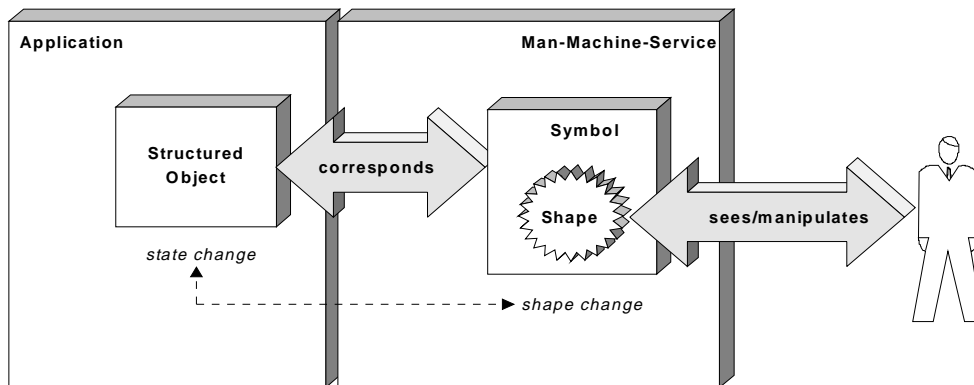 Application
Man-Machine-Service
Structured
Object
corresponds
Symbol
Shape
sees/manipulates
state change
shape change